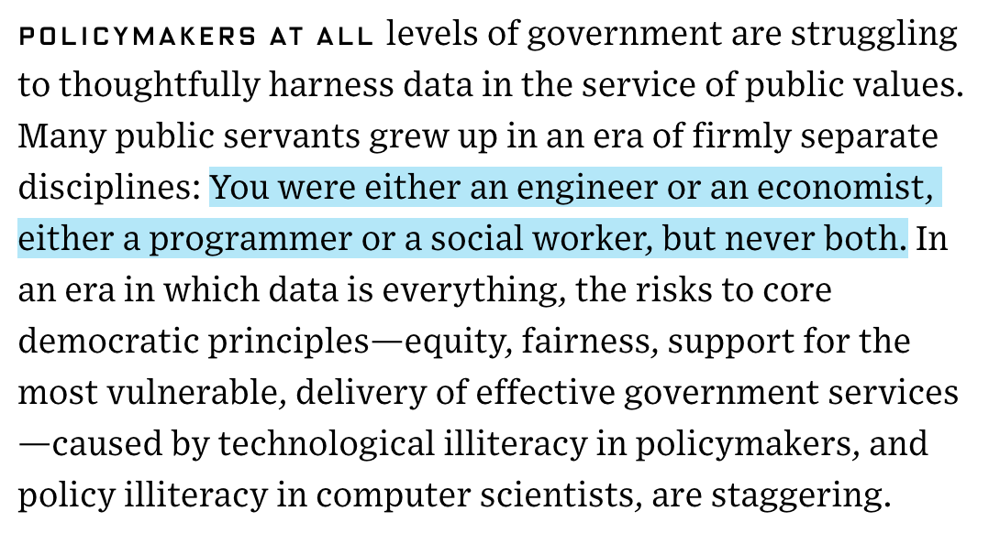 POLICYMAKERS AT ALL levels of government are struggling
to thoughtfully harness data in the service of public values.
Many public servants grew up in an era of firmly separate
disciplines: You were either an engineer or an economist,
either a programmer or a social worker, but never both. In
an era in which data is everything, the risks to core
democratic principles—equity, fairness, support for the
most vulnerable, delivery of effective government services
—caused by technological illiteracy in policymakers, and
policy illiteracy in computer scientists, are staggering.